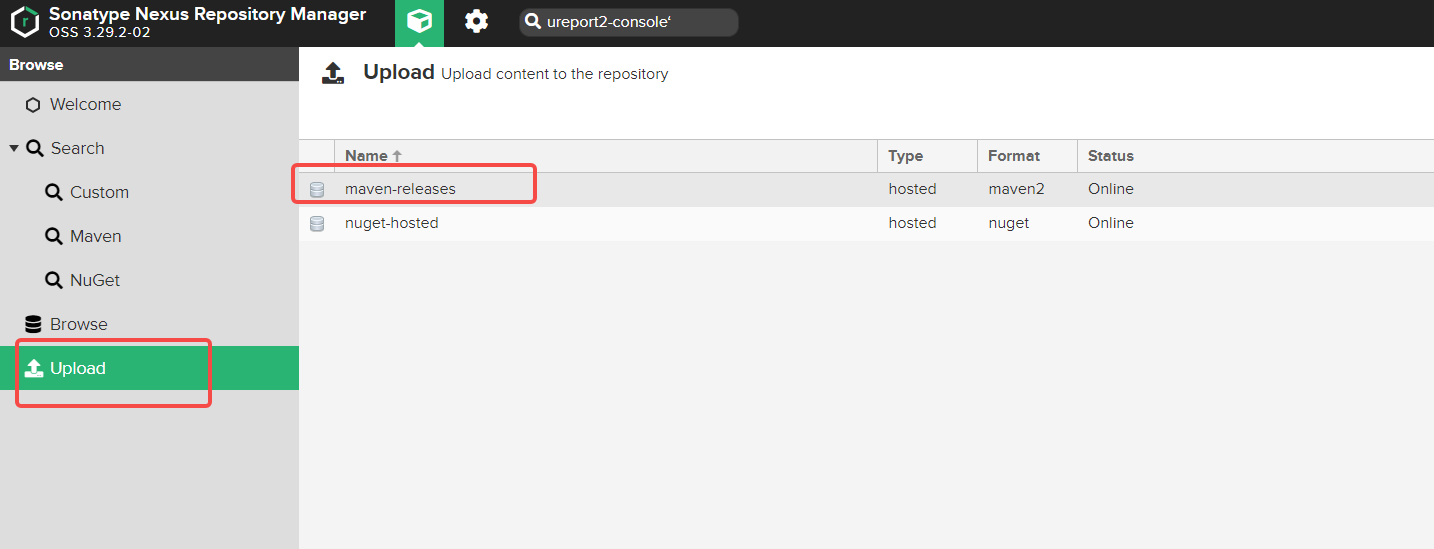 Sonatype Nexus Repository Manager
OSS 3.29.2-02
ureport2-console‘
Browse
Welcome
Search
Custom
Maven
NuGet
Browse
Upload
Upload Upload content to the repository
Name Type Format Status
maven-releases hosted maven2 Online
nuget-hosted hosted nuget Online